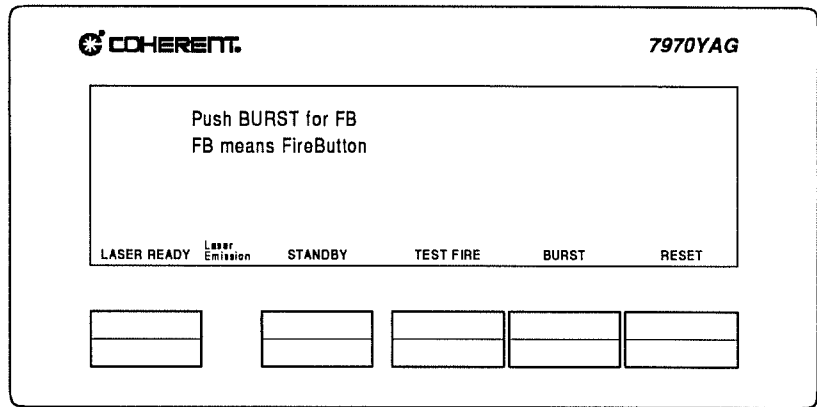 COHERENT.
7970YAG
Push BURST for FB
FB means FireButton
LASER READY Laser Emission STANDBY TEST FIRE BURST RESET